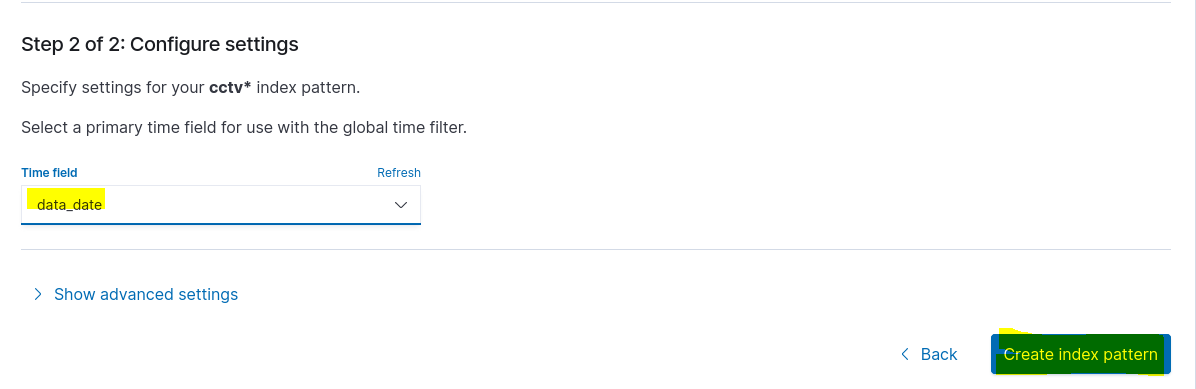 Step 2 of 2: Configure settings
Specify settings for your cctv* index pattern.
Select a primary time field for use with the global time filter.
Time field Refresh
data_date
Show advanced settings
Back Create index pattern